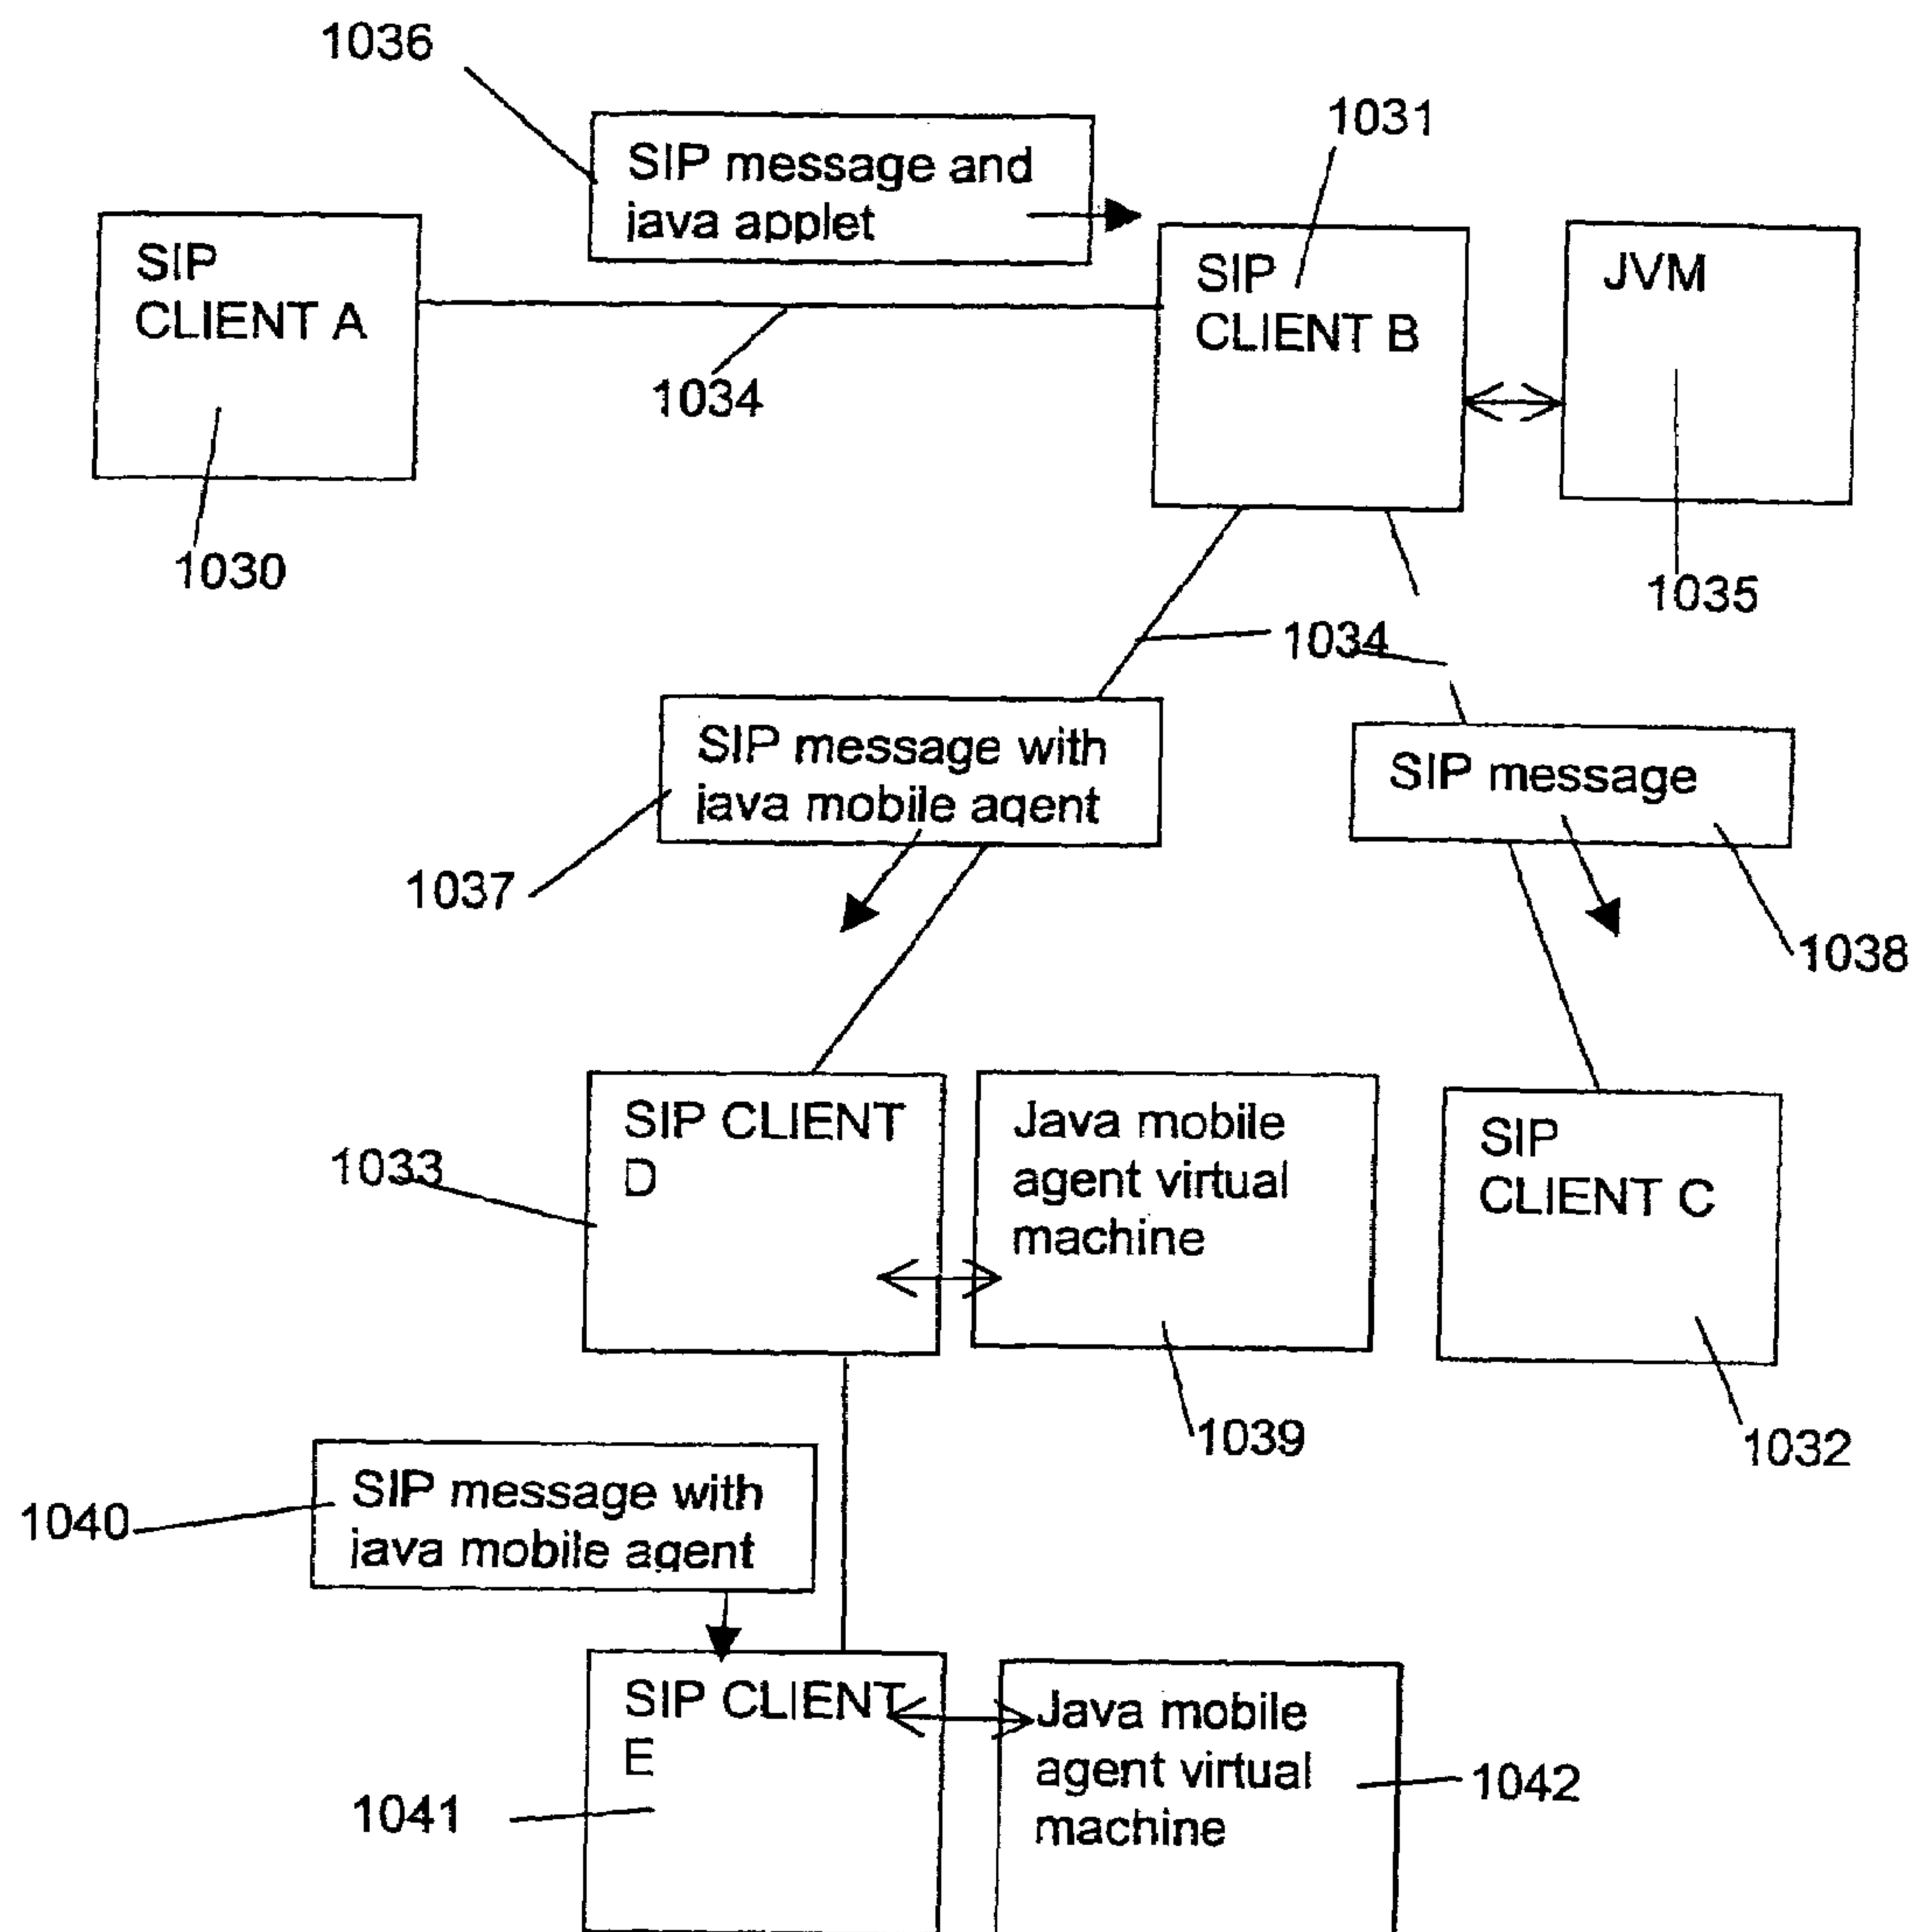 1036
SIP message and
java applet
1031
SIP
CLIENT A
SIP
CLIENT B
JVM
1034
1030
1035
1034
SIP message with
java mobile agent
SIP message
1037
1038
SIP CLIENT
D
Java mobile
agent virtual
machine
SIP
CLIENT C
1033
1039
1032
SIP message with
java mobile agent
1040
SIP CLIENT
E
Java mobile
agent virtual
machine
1041
1042